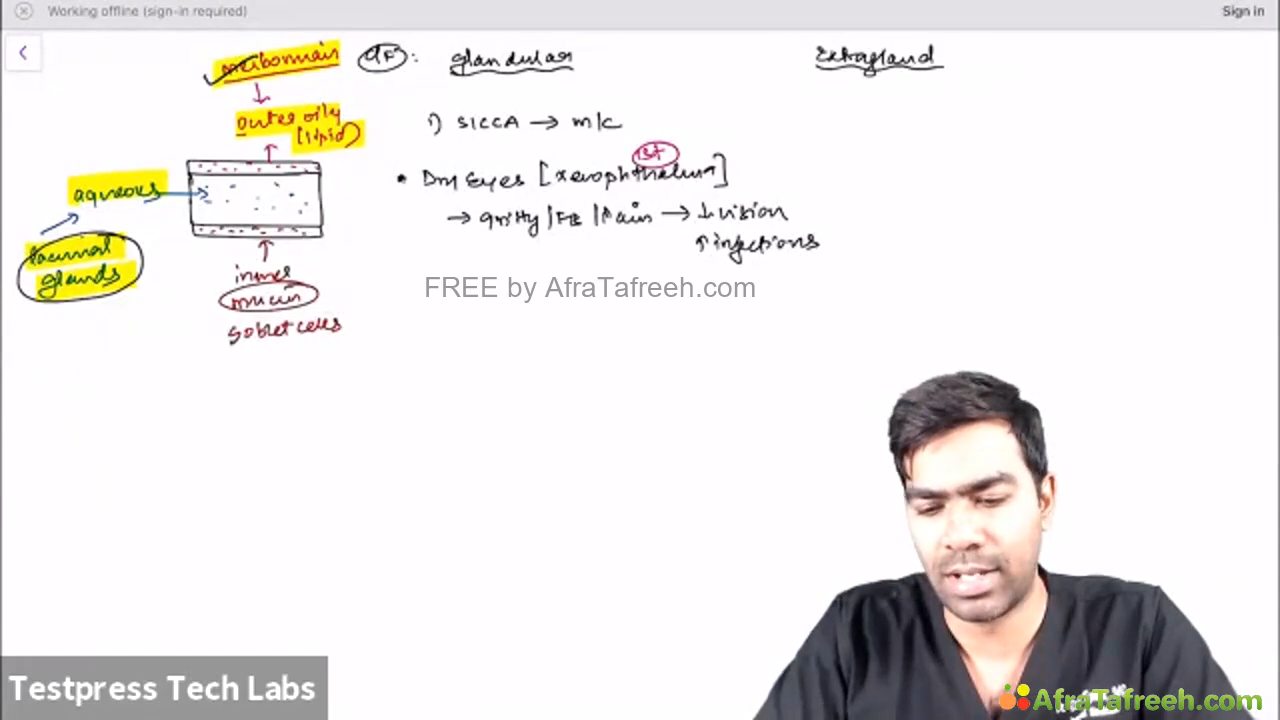 Working offline (sign-in required)
Sign in
meibomain
CF :
glandular
Extragland
outer oily
[lipid]
1) SICCA → m/c
1st
• Dry Eyes [xerophthalmia]
→ gritty | FB | Pain → ↓ vision
↑ infections
aqueous
lacrimal
glands
inner
mucin
Goblet cells
FREE by AfraTafreeh.com
Testpress Tech Labs
AfraTafreeh.com